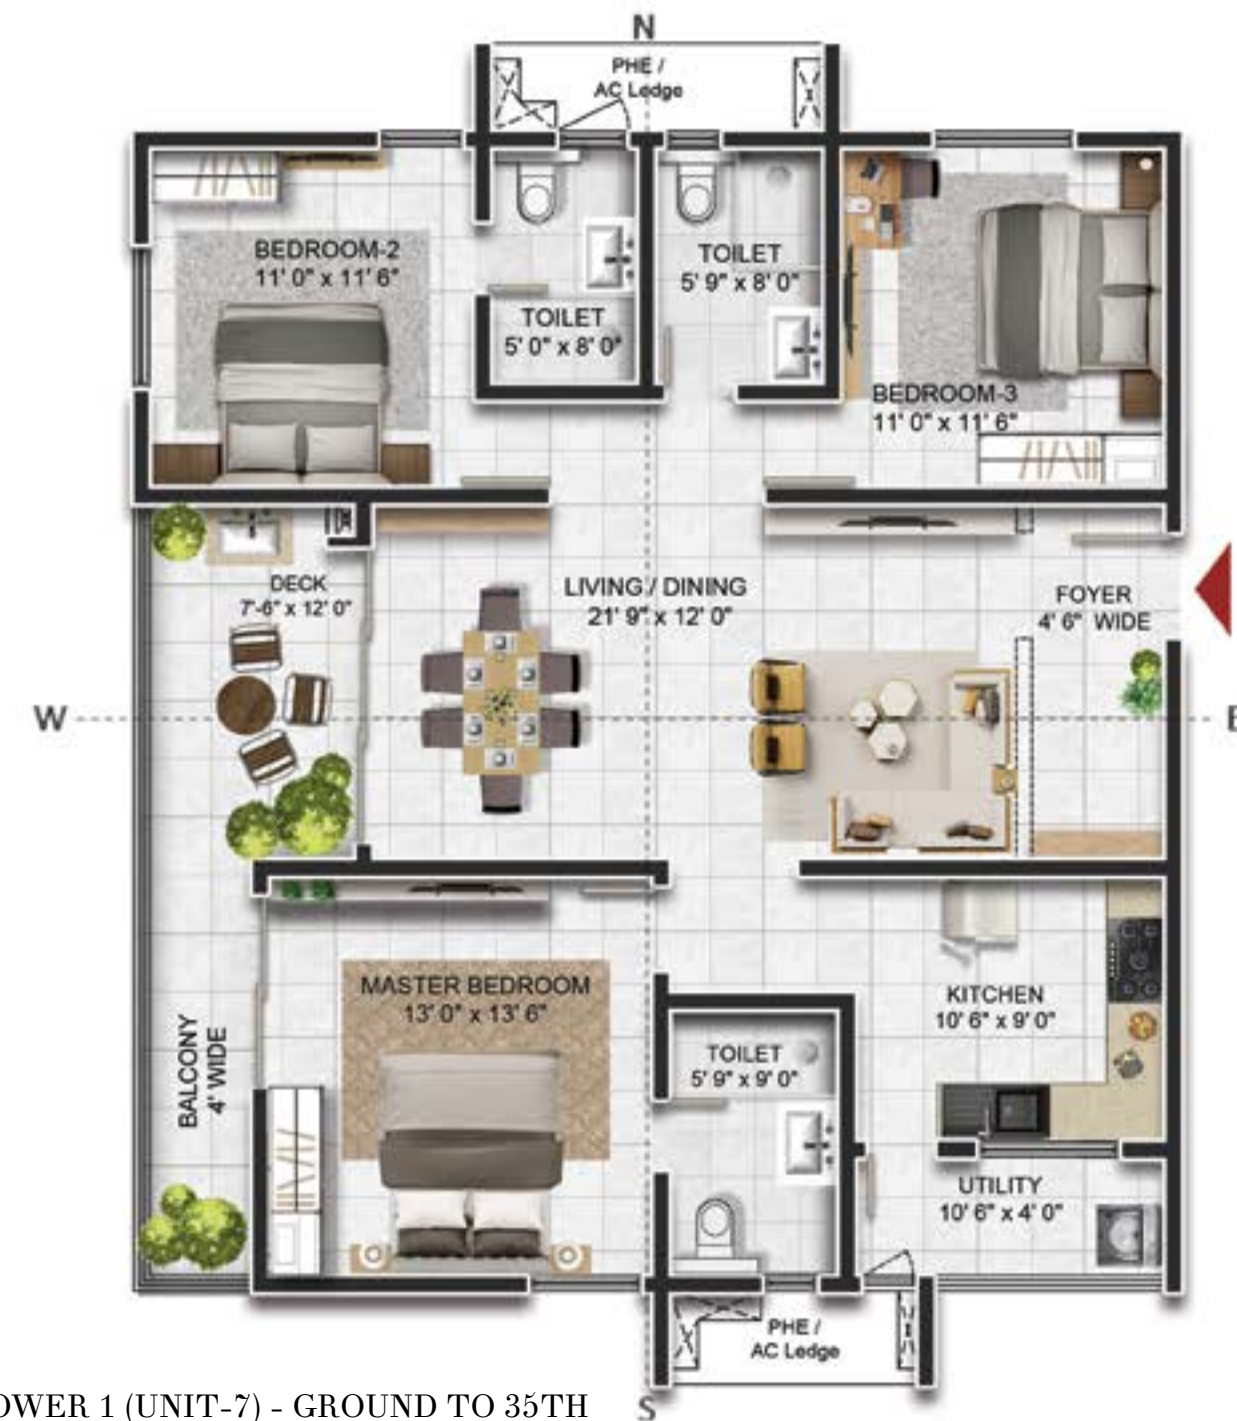 N
PHE /
AC Ledge
BEDROOM-2
11' 0" x 11' 6"
TOILET
5' 9" x 8' 0"
TOILET
5' 0" x 8' 0"
BEDROOM-3
11' 0" x 11' 6"
DECK
7'-6" x 12' 0"
LIVING / DINING
21' 9" x 12' 0"
FOYER
4' 6" WIDE
W
E
MASTER BEDROOM
13' 0" x 13' 6"
KITCHEN
10' 6" x 9' 0"
BALCONY
4' WIDE
TOILET
5' 9" x 9' 0"
UTILITY
10' 6" x 4' 0"
PHE /
AC Ledge
OWER 1 (UNIT-7) - GROUND TO 35TH
S